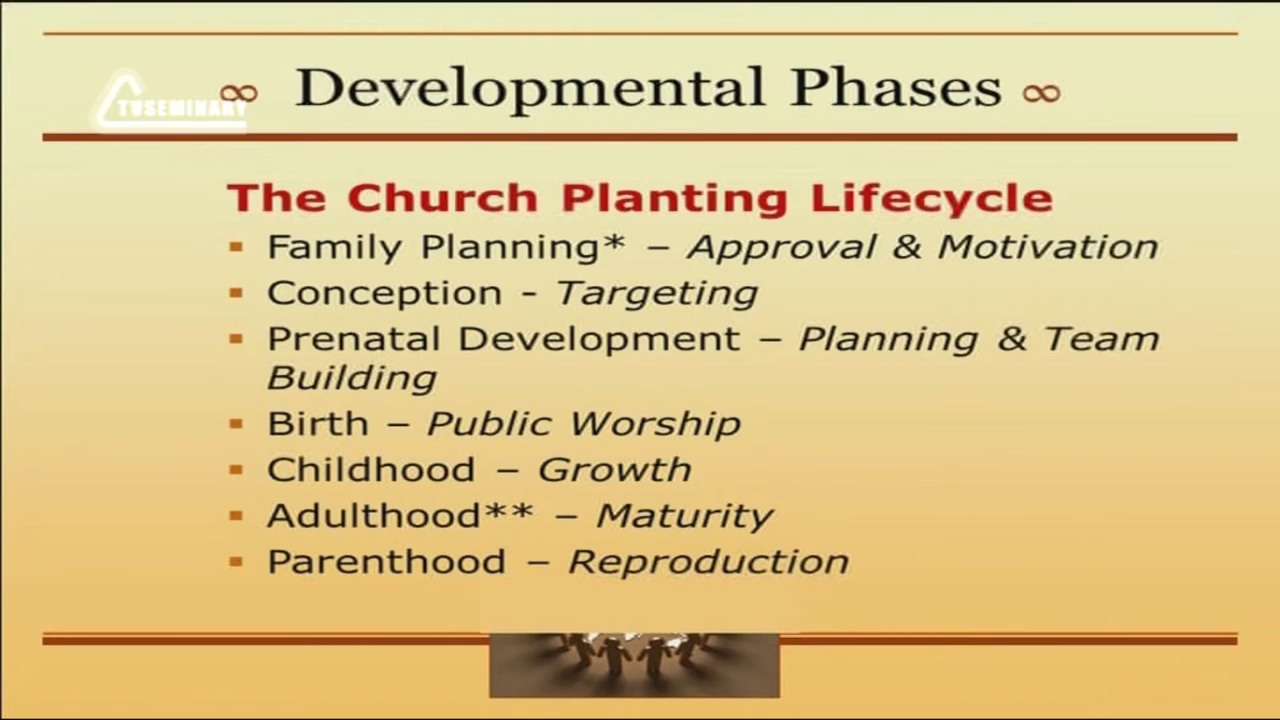 TVSEMINARY
∞ Developmental Phases ∞
The Church Planting Lifecycle
▪ Family Planning* – Approval & Motivation
▪ Conception - Targeting
▪ Prenatal Development – Planning & Team
Building
▪ Birth – Public Worship
▪ Childhood – Growth
▪ Adulthood** – Maturity
▪ Parenthood – Reproduction